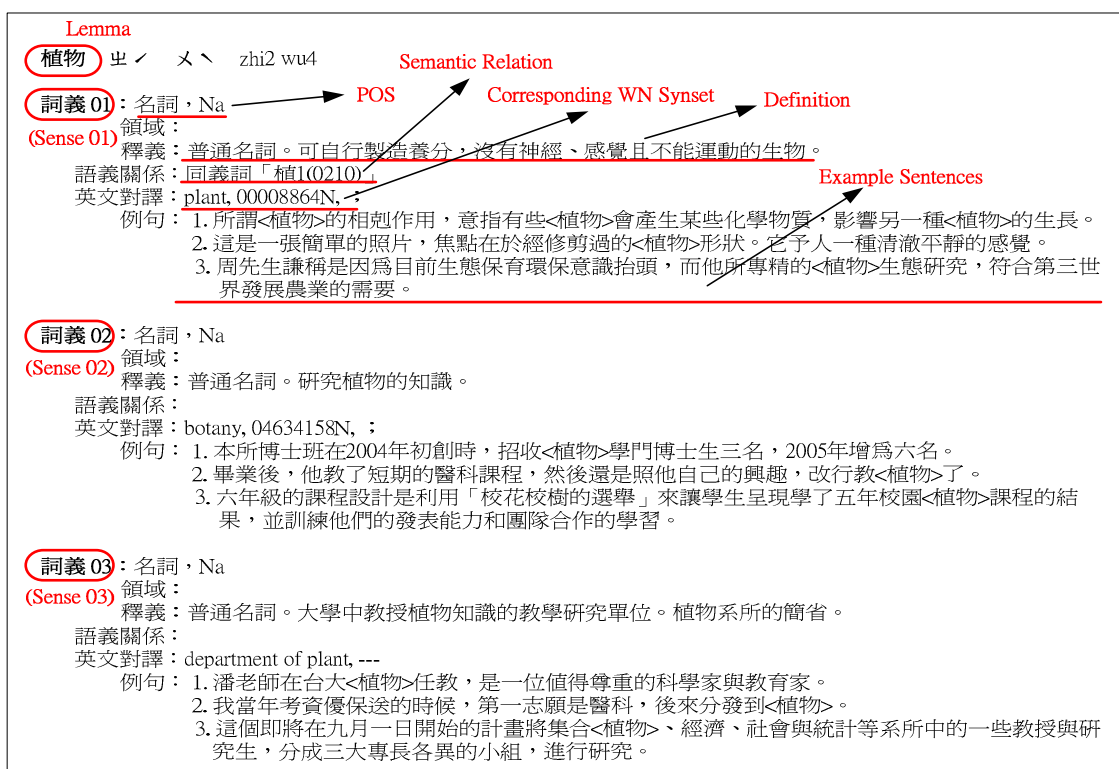 Lemma
植物 ㄓˊ ㄨˋ zhi2 wu4
Semantic Relation
詞義 01：名詞，Na
POS
Corresponding WN Synset
Definition
(Sense 01)
領域：
釋義：普通名詞。可自行製造養分，沒有神經、感覺且不能運動的生物。
語義關係：同義詞「植1(0210)」
Example Sentences
英文對譯：plant, 00008864N, ；
例句：1. 所謂<植物>的相剋作用，意指有些<植物>會產生某些化學物質，影響另一種<植物>的生長。
2. 這是一張簡單的照片，焦點在於經修剪過的<植物>形狀。它予人一種清澈平靜的感覺。
3. 周先生謙稱是因為目前生態保育環保意識抬頭，而他所專精的<植物>生態研究，符合第三世
界發展農業的需要。
詞義 02：名詞，Na
(Sense 02)
領域：
釋義：普通名詞。研究植物的知識。
語義關係：
英文對譯：botany, 04634158N, ；
例句：1. 本所博士班在2004年初創時，招收<植物>學門博士生三名，2005年增為六名。
2. 畢業後，他教了短期的醫科課程，然後還是照他自己的興趣，改行教<植物>了。
3. 六年級的課程設計是利用「校花校樹的選舉」來讓學生呈現學了五年校園<植物>課程的結
果，並訓練他們的發表能力和團隊合作的學習。
詞義 03：名詞，Na
(Sense 03)
領域：
釋義：普通名詞。大學中教授植物知識的教學研究單位。植物系所的簡省。
語義關係：
英文對譯：department of plant, ---
例句：1. 潘老師在台大<植物>任教，是一位值得尊重的科學家與教育家。
2. 我當年考資優保送的時候，第一志願是醫科，後來分發到<植物>。
3. 這個即將在九月一日開始的計畫將集合<植物>、經濟、社會與統計等系所中的一些教授與研
究生，分成三大專長各異的小組，進行研究。